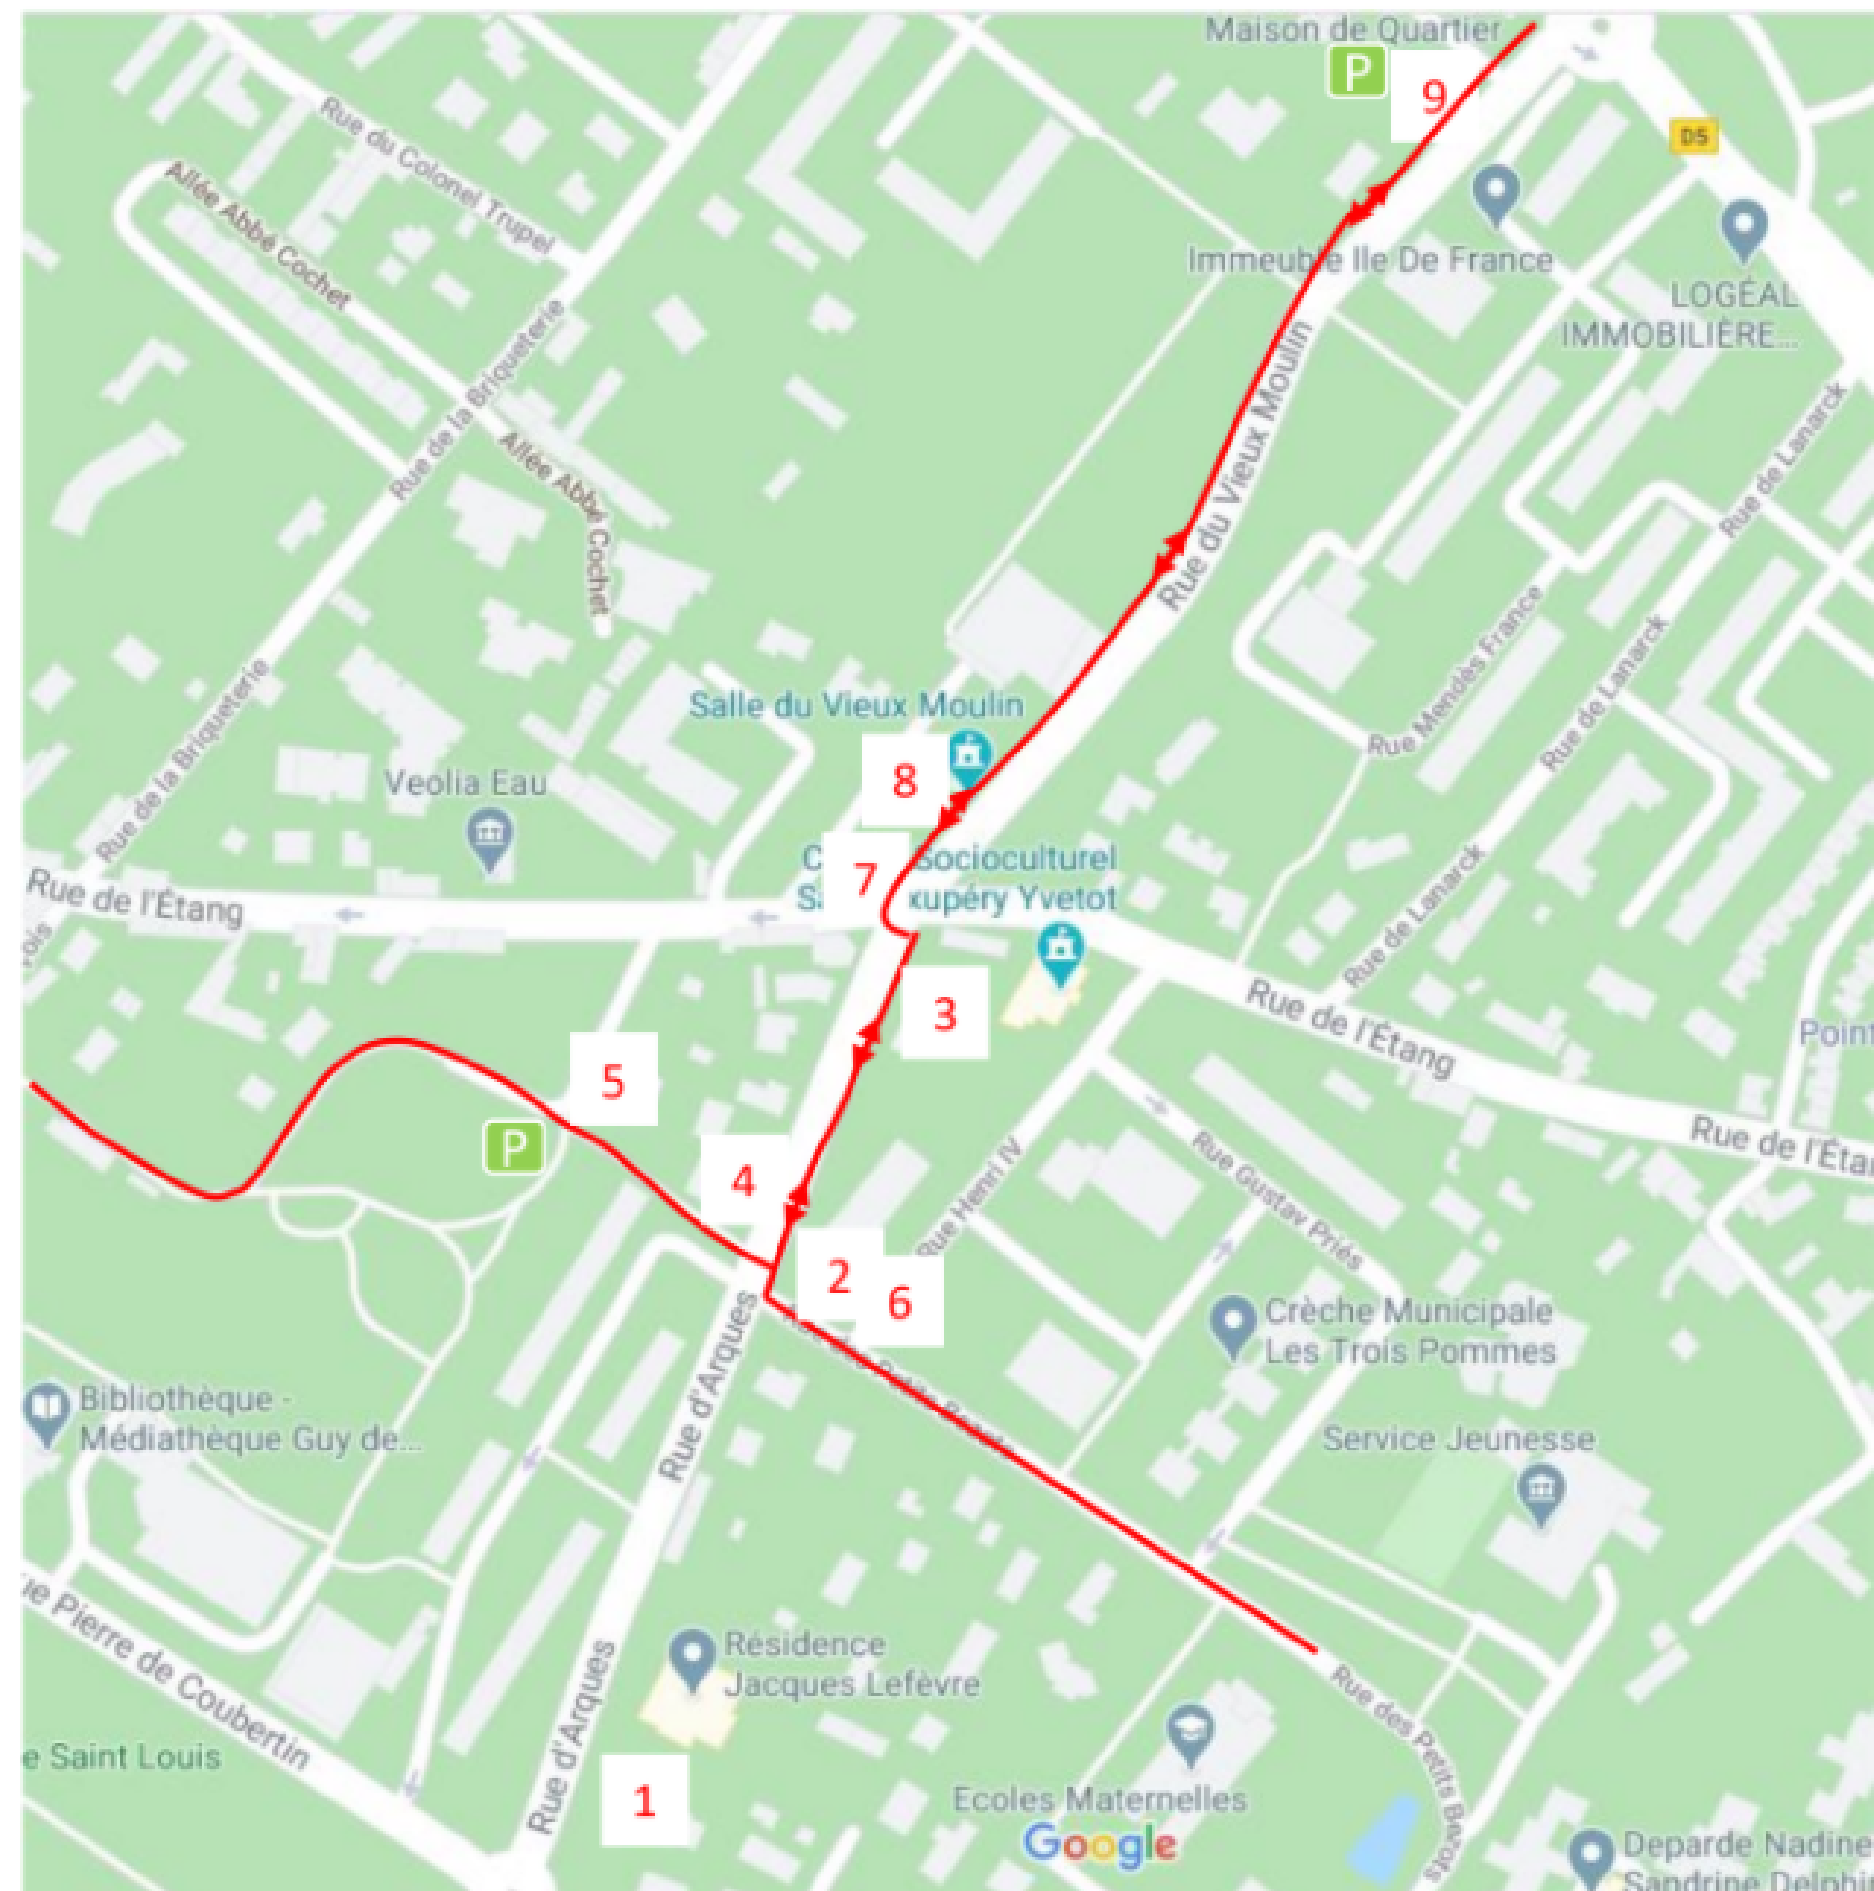 Maison de Quartier
P
9
D5
Rue du Colonel Trupel
Allée Abbé Cochet
Immeuble Ile De France
LOGÉAL
IMMOBILIÈRE...
Rue de la Briqueterie
Rue du Vieux Moulin
Rue de Lanarck
Allée Abbé Cochet
Rue Mendès France
Rue de Lanarck
Salle du Vieux Moulin
Rue de la Briqueterie
8
Veolia Eau
Socioculturel
7
xupéry Yvetot
Rue de l'Étang
Rue de Lanarck
3
Rue de l'Étang
Point
5
P
4
Rue de l'Étan
Rue Henri IV
Rue Gustav Priés
2
6
Crèche Municipale
Les Trois Pommes
Rue d'Arques
Bibliothèque -
Médiathèque Guy de...
Service Jeunesse
Résidence
Jacques Lefèvre
ue Pierre de Coubertin
Rue d'Arques
Rue des Petits Bézots
e Saint Louis
1
Ecoles Maternelles
Google
Deparde Nadine
Sandrine Delphin